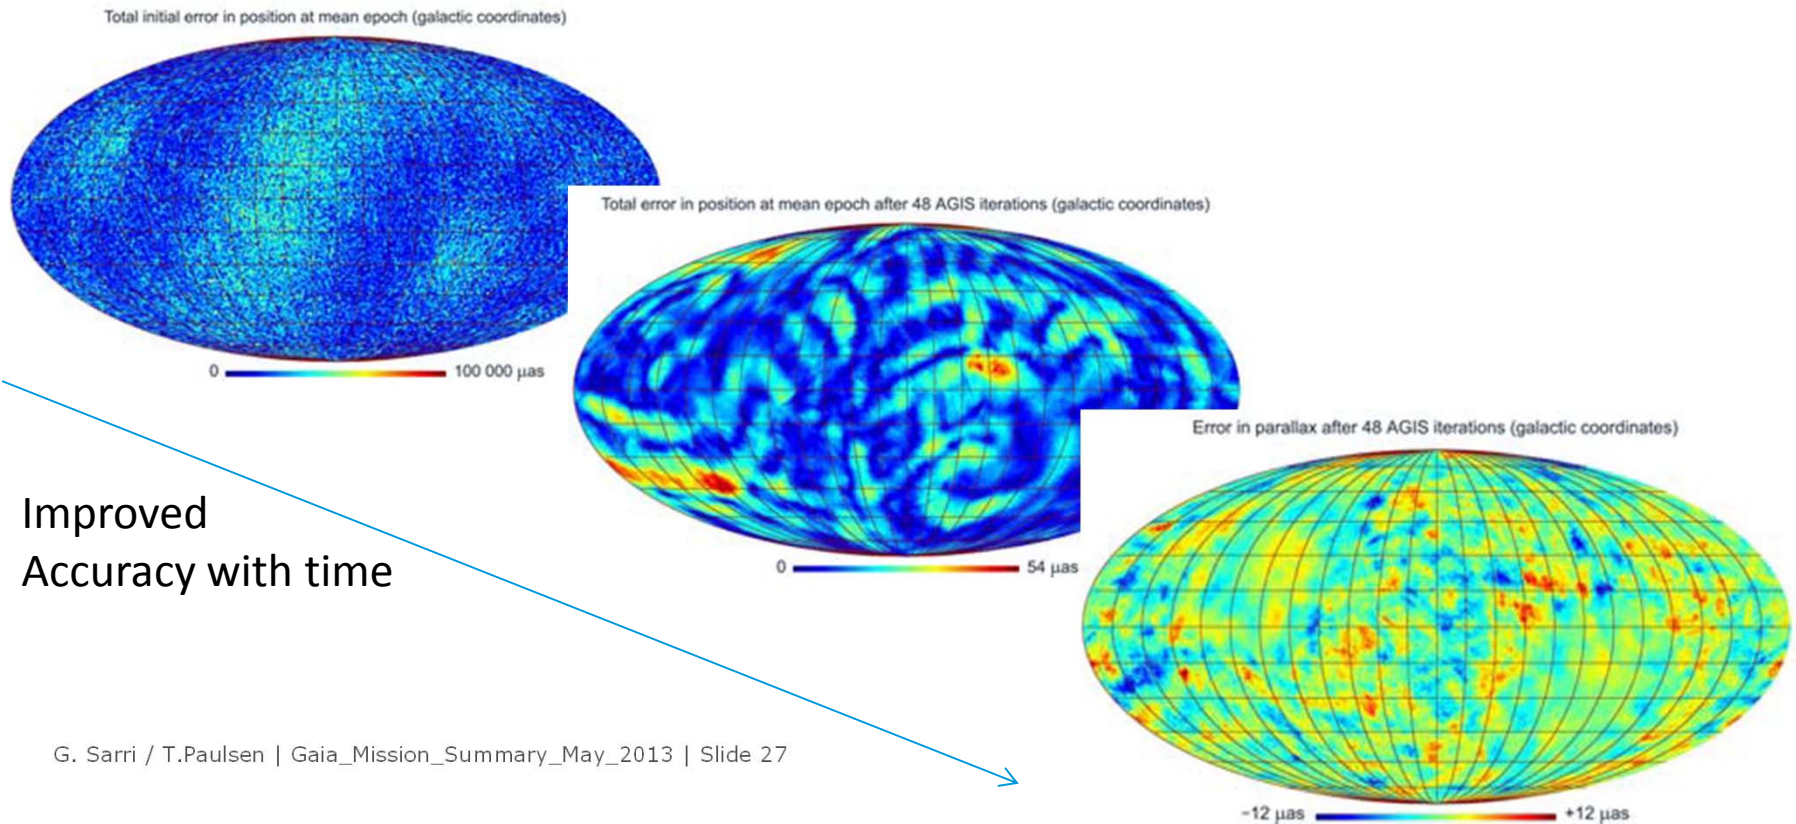 Total initial error in position at mean epoch (galactic coordinates)
0 100 000 µas
Total error in position at mean epoch after 48 AGIS iterations (galactic coordinates)
0 54 µas
Error in parallax after 48 AGIS iterations (galactic coordinates)
−12 µas +12 µas
Improved
Accuracy with time
G. Sarri / T.Paulsen | Gaia_Mission_Summary_May_2013 | Slide 27